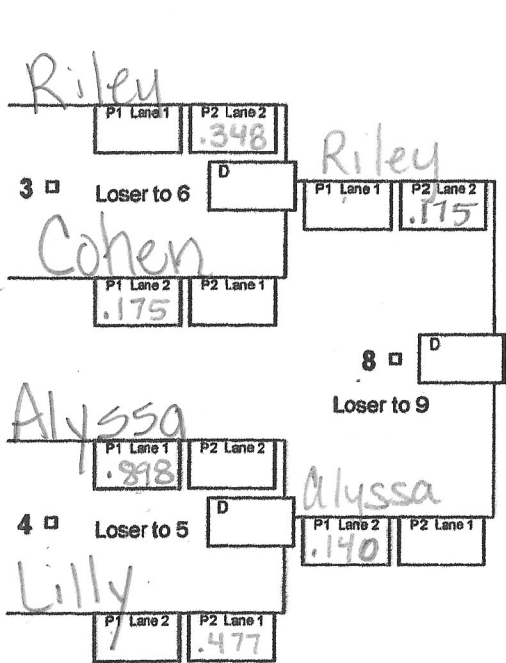 Riley
P1 Lane 1 P2 Lane 2
.348
D
3 Loser to 6
Cohen
P1 Lane 2 P2 Lane 1
.175
Riley
P1 Lane 1 P2 Lane 2
.175
8 D
Loser to 9
Alyssa
P1 Lane 1 P2 Lane 2
.898
D
4 Loser to 5
Lilly
P1 Lane 2 P2 Lane 1
.477
Alyssa
P1 Lane 2 P2 Lane 1
.140